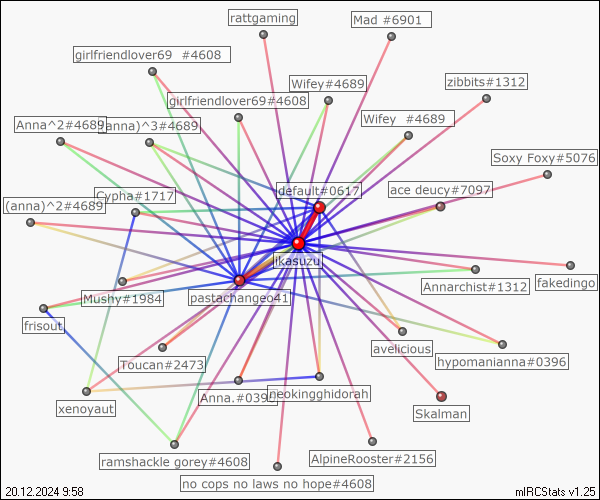 rattgaming
Mad #6901
girlfriendlover69 #4608
Wifey#4689
zibbits#1312
girlfriendlover69#4608
Anna^2#4689
(anna)^3#4689
Wifey #4689
Soxy Foxy#5076
default#0617
ace deucy#7097
Cypha#1717
(anna)^2#4689
ikasuzu
fakedingo
Annarchist#1312
Mushy#1984
pastachangeo41
frisout
avelicious
hypomanianna#0396
Toucan#2473
Anna.#0396
neokingghidorah
xenoyaut
Skalman
ramshackle gorey#4608
AlpineRooster#2156
no cops no laws no hope#4608
20.12.2024 9:58
mIRCStats v1.25